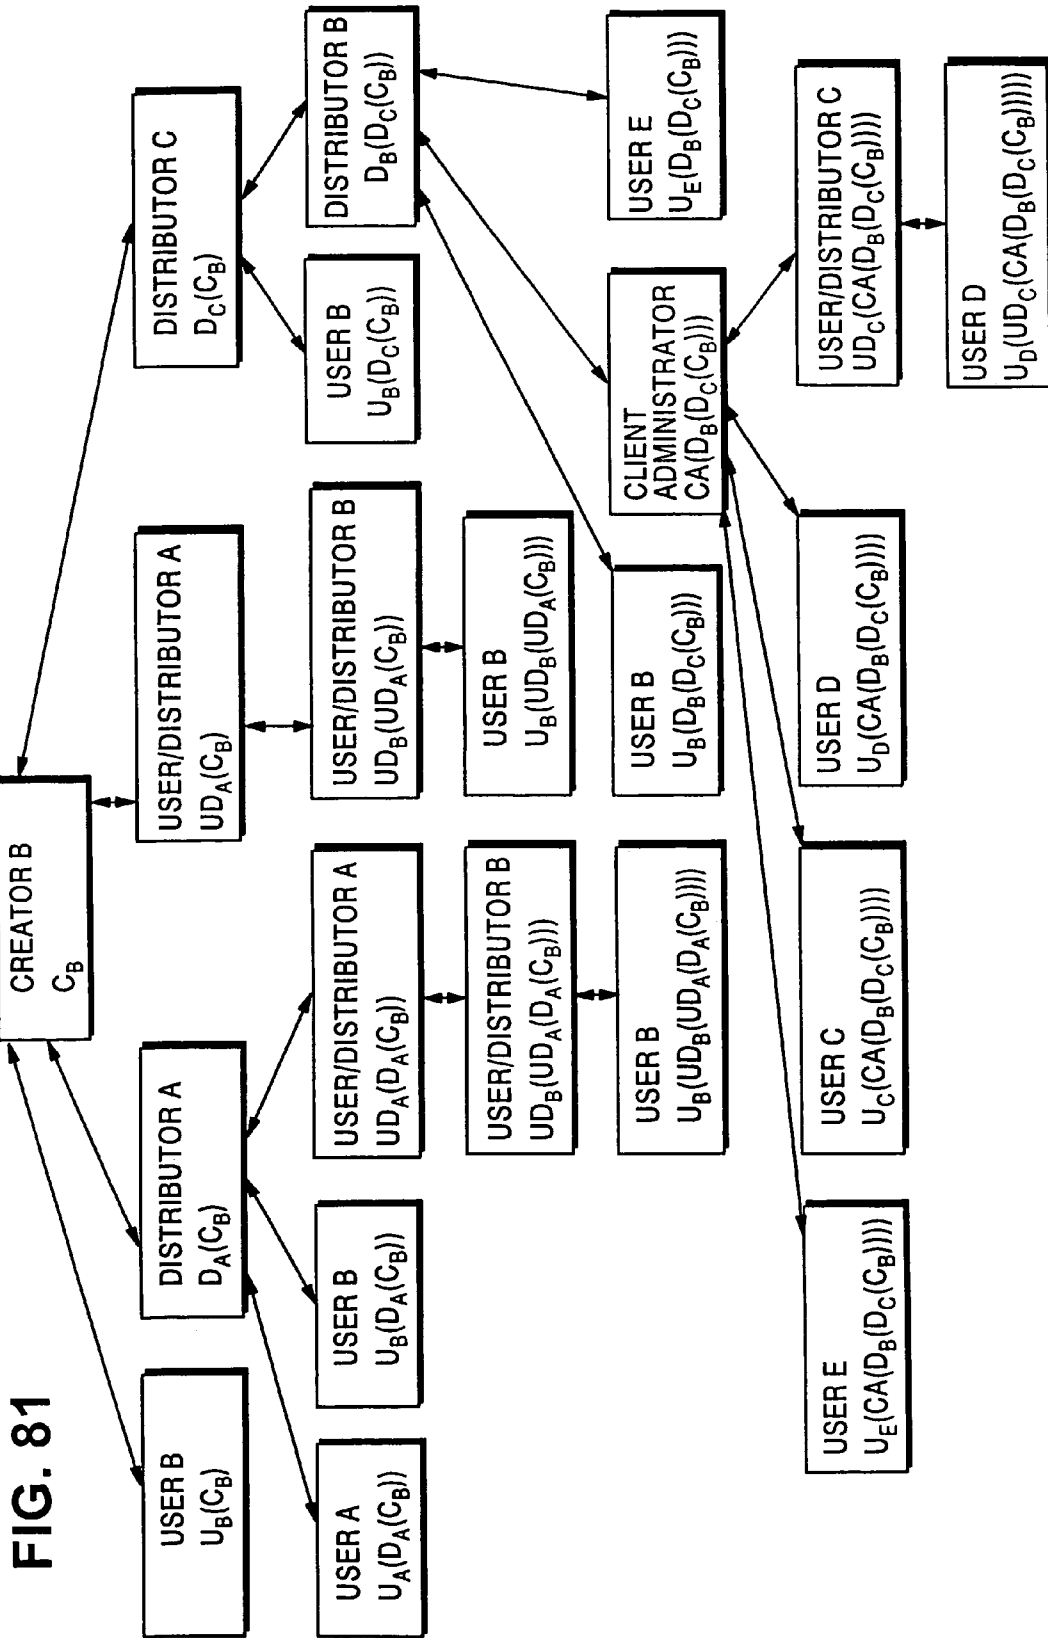 FIG. 81
CREATOR B
C_B
USER B
U_B(C_B)
DISTRIBUTOR A
D_A(C_B)
USER/DISTRIBUTOR A
UD_A(C_B)
DISTRIBUTOR C
D_C(C_B)
USER A
U_A(D_A(C_B))
USER B
U_B(D_A(C_B))
USER/DISTRIBUTOR A
UD_A(D_A(C_B))
USER/DISTRIBUTOR B
UD_B(UD_A(C_B))
USER B
U_B(D_C(C_B))
DISTRIBUTOR B
D_B(D_C(C_B))
USER/DISTRIBUTOR B
UD_B(UD_A(D_A(C_B)))
USER B
U_B(UD_B(UD_A(C_B)))
USER B
U_B(UD_B(UD_A(D_A(C_B))))
USER B
U_B(D_B(D_C(C_B)))
CLIENT
ADMINISTRATOR
CA(D_B(D_C(C_B)))
USER E
U_E(D_B(D_C(C_B)))
USER E
U_E(CA(D_B(D_C(C_B))))
USER C
U_C(CA(D_B(D_C(C_B))))
USER D
U_D(CA(D_B(D_C(C_B))))
USER/DISTRIBUTOR C
UD_C(CA(D_B(D_C(C_B))))
USER D
U_D(UD_C(CA(D_B(D_C(C_B)))))